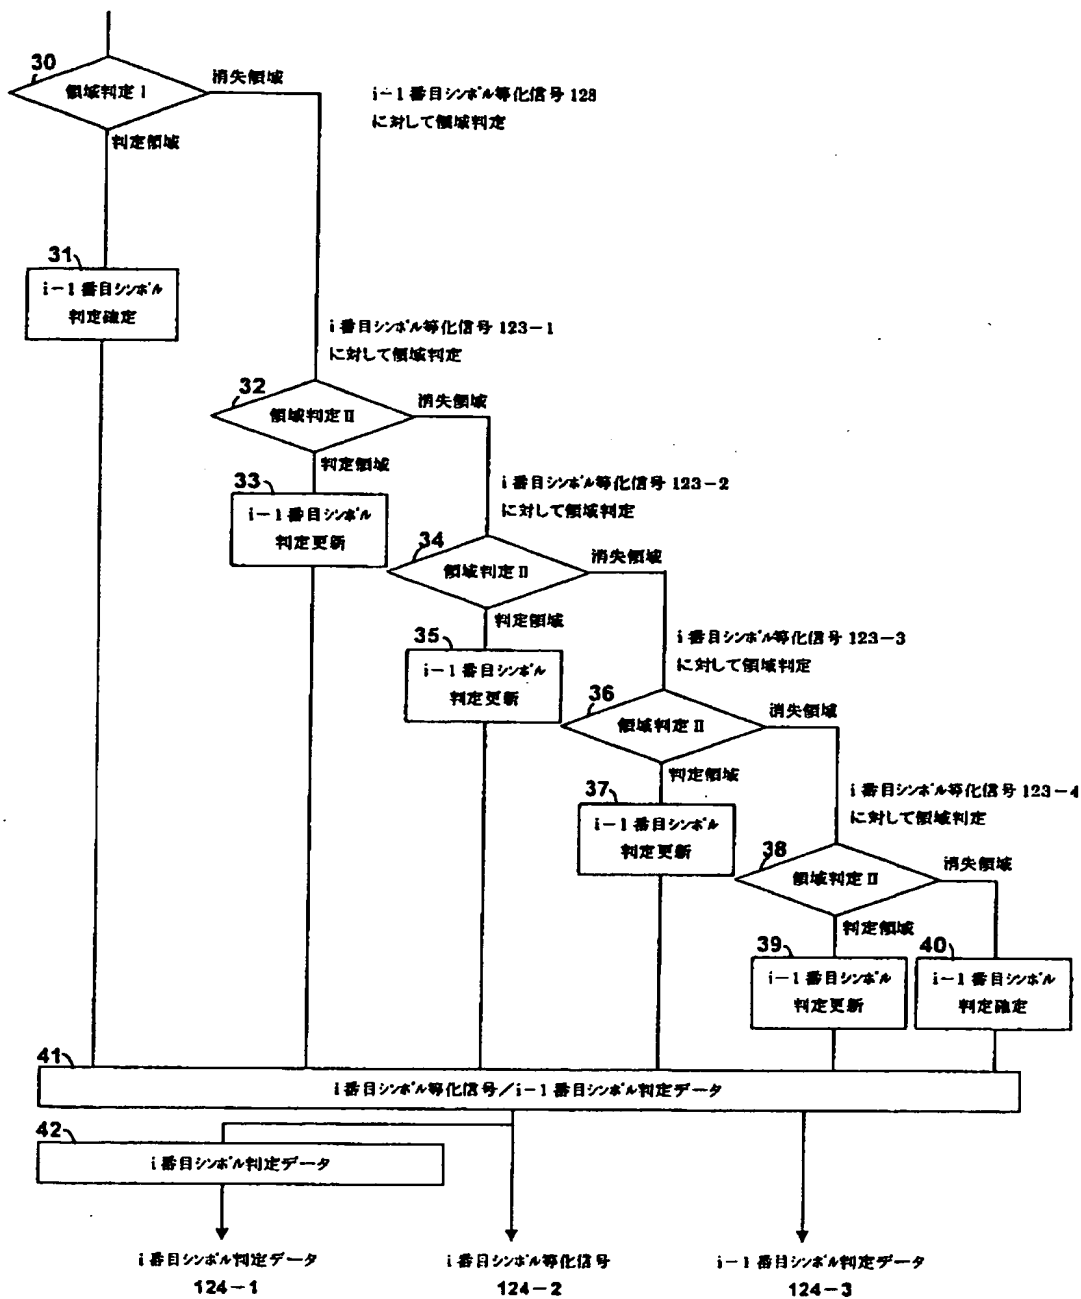 30
領域判定 I
消失領域
判定領域
i-1番目シンボル等化信号 128
に対して領域判定
31
i-1番目シンボル
判定確定
i番目シンボル等化信号 123-1
に対して領域判定
32
領域判定 II
消失領域
判定領域
33
i-1番目シンボル
判定更新
i番目シンボル等化信号 123-2
に対して領域判定
34
領域判定 II
消失領域
判定領域
35
i-1番目シンボル
判定更新
i番目シンボル等化信号 123-3
に対して領域判定
36
領域判定 II
消失領域
判定領域
37
i-1番目シンボル
判定更新
i番目シンボル等化信号 123-4
に対して領域判定
38
領域判定 II
消失領域
判定領域
39
i-1番目シンボル
判定更新
40
i-1番目シンボル
判定確定
41
i番目シンボル等化信号/i-1番目シンボル判定データ
42
i番目シンボル判定データ
i番目シンボル判定データ
124-1
i番目シンボル等化信号
124-2
i-1番目シンボル判定データ
124-3